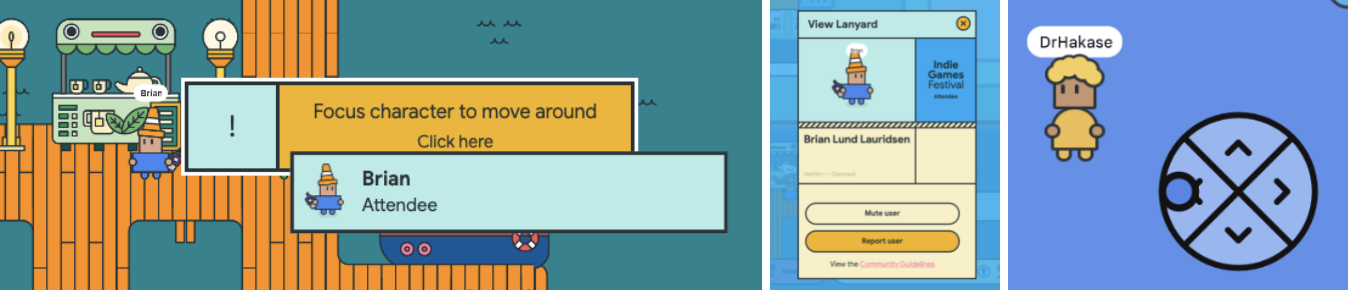 Brian
!
Focus character to move around
Click here
Brian
Attendee
View Lanyard
Brian
Indie
Games
Festival
Attendee
Brian Lund Lauridsen
Mute user
Report user
View the Community Guidelines
DrHakase